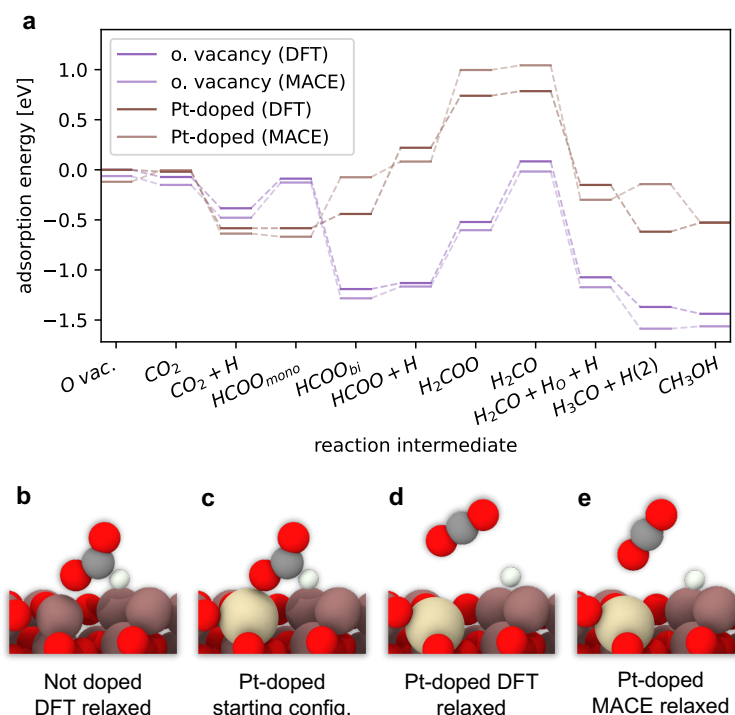 a
o. vacancy (DFT)
o. vacancy (MACE)
Pt-doped (DFT)
Pt-doped (MACE)
adsorption energy [eV]
1.0
0.5
0.0
−0.5
−1.0
−1.5
O vac.
CO2
CO2 + H
HCOOmono
HCOObi
HCOO + H
H2COO
H2CO
H2CO + HO + H
H3CO + H(2)
CH3OH
reaction intermediate
b
c
d
e
Not doped
DFT relaxed
Pt-doped
starting config.
Pt-doped DFT
relaxed
Pt-doped
MACE relaxed